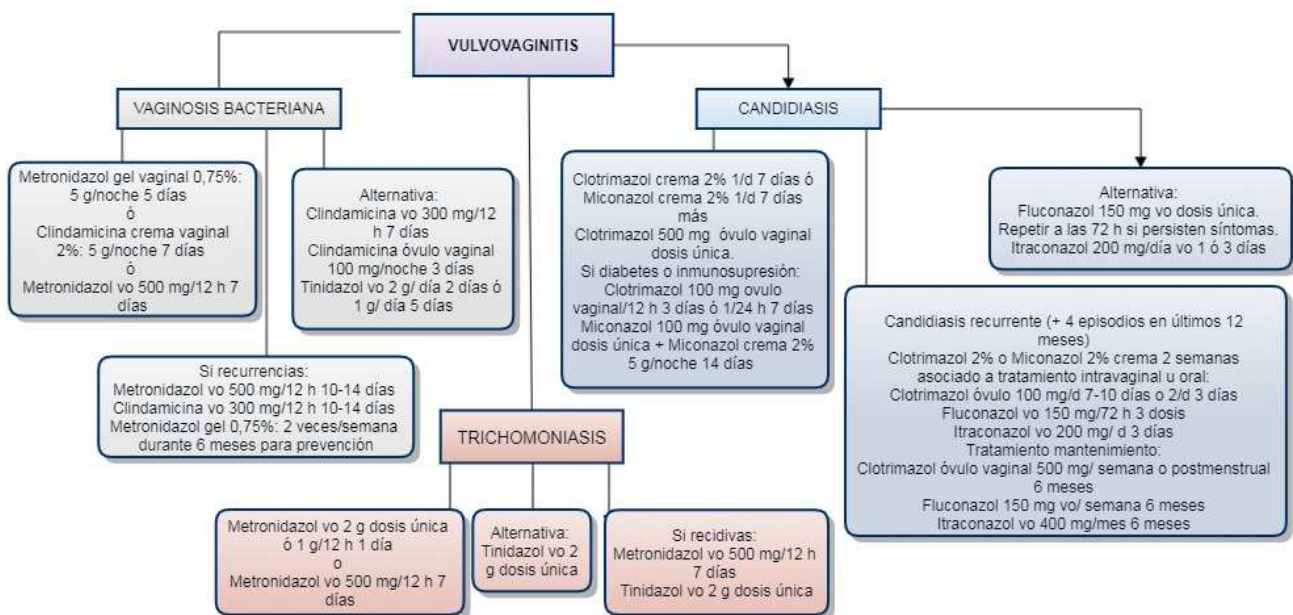 VULVOVAGINITIS
VAGINOSIS BACTERIANA
Metronidazol gel vaginal 0,75%:
5 g/noche 5 días
ó
Clindamicina crema vaginal
2%: 5 g/noche 7 días
ó
Metronidazol vo 500 mg/12 h 7
días
Alternativa:
Clindamicina vo 300 mg/12
h 7 días
Clindamicina óvulo vaginal
100 mg/noche 3 días
Tinidazol vo 2 g/ día 2 días ó
1 g/ día 5 días
Si recurrencias:
Metronidazol vo 500 mg/12 h 10-14 días
Clindamicina vo 300 mg/12 h 10-14 días
Metronidazol gel 0,75%: 2 veces/semana
durante 6 meses para prevención
TRICHOMONIASIS
Metronidazol vo 2 g dosis única
ó 1 g/12 h 1 día
o
Metronidazol vo 500 mg/12 h 7
días
Alternativa:
Tinidazol vo 2
g dosis única
Si recidivas:
Metronidazol vo 500 mg/12 h
7 días
Tinidazol vo 2 g dosis única
CANDIDIASIS
Clotrimazol crema 2% 1/d 7 días ó
Miconazol crema 2% 1/d 7 días
más
Clotrimazol 500 mg óvulo vaginal
dosis única.
Si diabetes o inmunosupresión:
Clotrimazol 100 mg ovulo
vaginal/12 h 3 días ó 1/24 h 7 días
Miconazol 100 mg óvulo vaginal
dosis única + Miconazol crema 2%
5 g/noche 14 días
Alternativa:
Fluconazol 150 mg vo dosis única.
Repetir a las 72 h si persisten síntomas.
Itraconazol 200 mg/día vo 1 ó 3 días
Candidiasis recurrente (+ 4 episodios en últimos 12
meses)
Clotrimazol 2% o Miconazol 2% crema 2 semanas
asociado a tratamiento intravaginal u oral:
Clotrimazol óvulo 100 mg/d 7-10 días o 2/d 3 días
Fluconazol vo 150 mg/72 h 3 dosis
Itraconazol vo 200 mg/ d 3 días
Tratamiento mantenimiento:
Clotrimazol óvulo vaginal 500 mg/ semana o postmenstrual
6 meses
Fluconazol 150 mg vo/ semana 6 meses
Itraconazol vo 400 mg/mes 6 meses